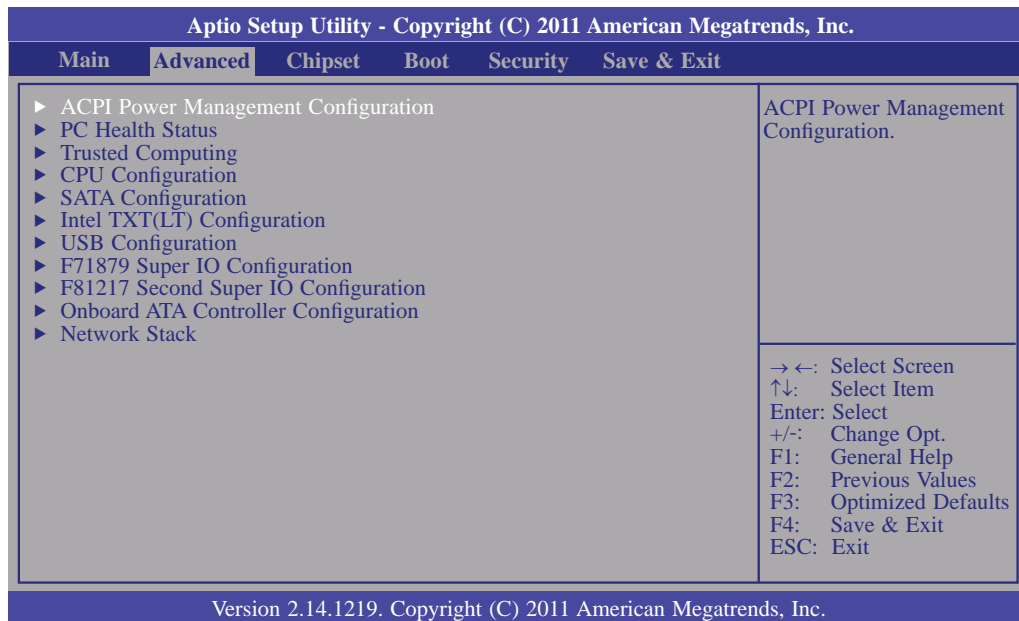 Aptio Setup Utility - Copyright (C) 2011 American Megatrends, Inc.
Main Advanced Chipset Boot Security Save & Exit
▶ ACPI Power Management Configuration
▶ PC Health Status
▶ Trusted Computing
▶ CPU Configuration
▶ SATA Configuration
▶ Intel TXT(LT) Configuration
▶ USB Configuration
▶ F71879 Super IO Configuration
▶ F81217 Second Super IO Configuration
▶ Onboard ATA Controller Configuration
▶ Network Stack
ACPI Power Management
Configuration.
→ ←: Select Screen
↑↓: Select Item
Enter: Select
+/-: Change Opt.
F1: General Help
F2: Previous Values
F3: Optimized Defaults
F4: Save & Exit
ESC: Exit
Version 2.14.1219. Copyright (C) 2011 American Megatrends, Inc.